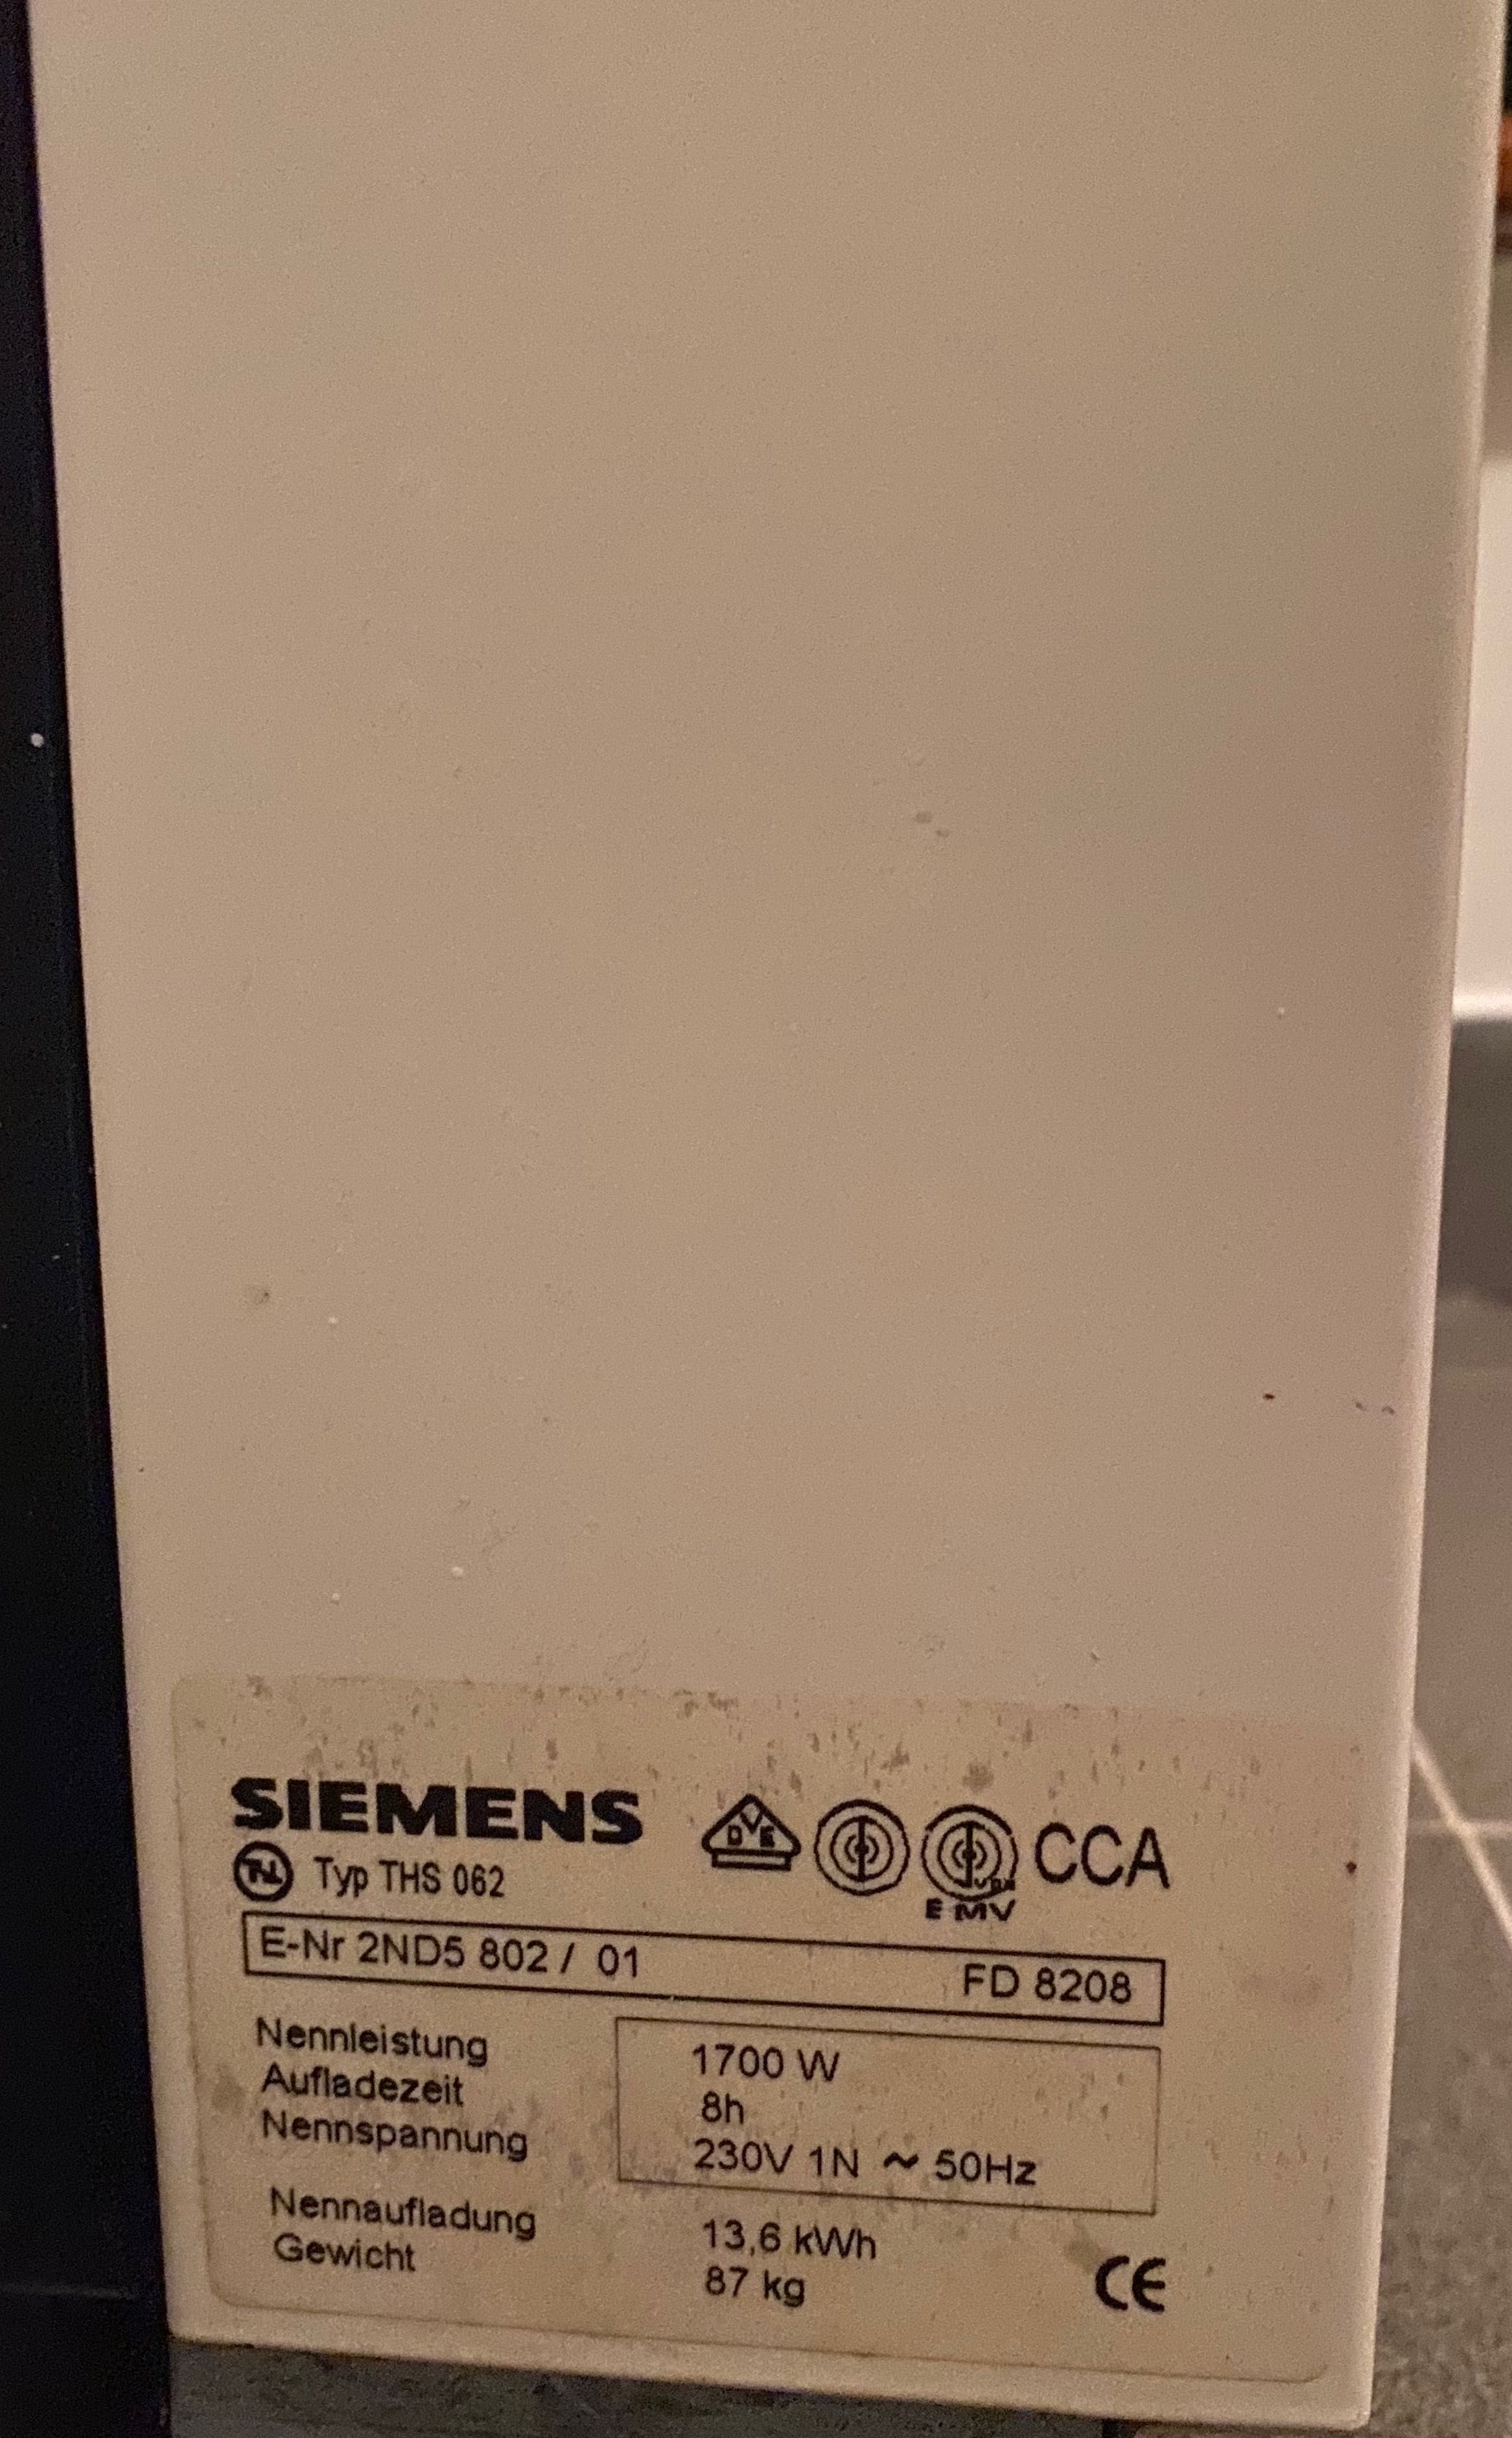 SIEMENS
DVE
CCA
Typ THS 062
EMV
E-Nr 2ND5 802 / 01 FD 8208
Nennleistung 1700 W
Aufladezeit 8h
Nennspannung 230V 1N ~ 50Hz
Nennaufladung 13,6 kWh
Gewicht 87 kg
CE